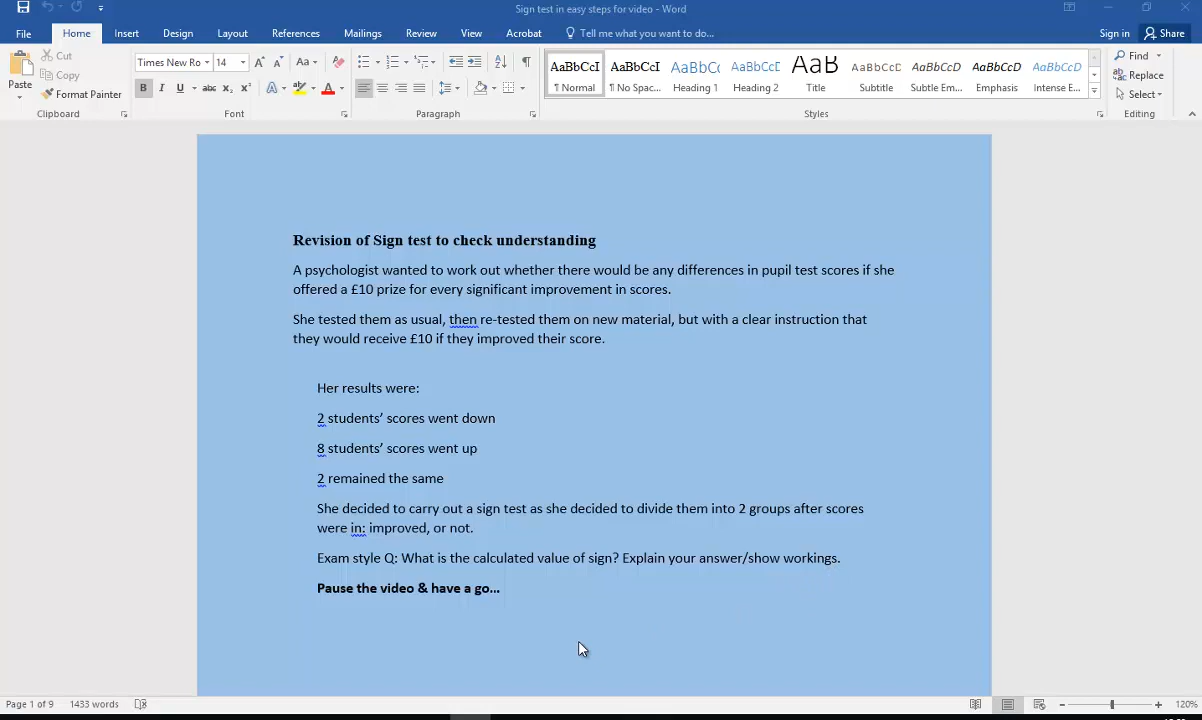 Sign test in easy steps for video - Word
File Home Insert Design Layout References Mailings Review View Acrobat Tell me what you want to do... Sign in Share
Cut
Copy
Format Painter
Paste
Times New Ro 14 Aa
B I U abc x₂ x² A A
AaBbCcI AaBbCcI AaBbCc AaBbCcC AaB AaBbCcC AaBbCcD AaBbCcD AaBbCcD
¶ Normal ¶ No Spac... Heading 1 Heading 2 Title Subtitle Subtle Em... Emphasis Intense E...
Find
Replace
Select
Clipboard Font Paragraph Styles Editing
Revision of Sign test to check understanding
A psychologist wanted to work out whether there would be any differences in pupil test scores if she
offered a £10 prize for every significant improvement in scores.
She tested them as usual, then re-tested them on new material, but with a clear instruction that
they would receive £10 if they improved their score.
Her results were:
2 students’ scores went down
8 students’ scores went up
2 remained the same
She decided to carry out a sign test as she decided to divide them into 2 groups after scores
were in: improved, or not.
Exam style Q: What is the calculated value of sign? Explain your answer/show workings.
Pause the video & have a go...
Page 1 of 9 1433 words 120%